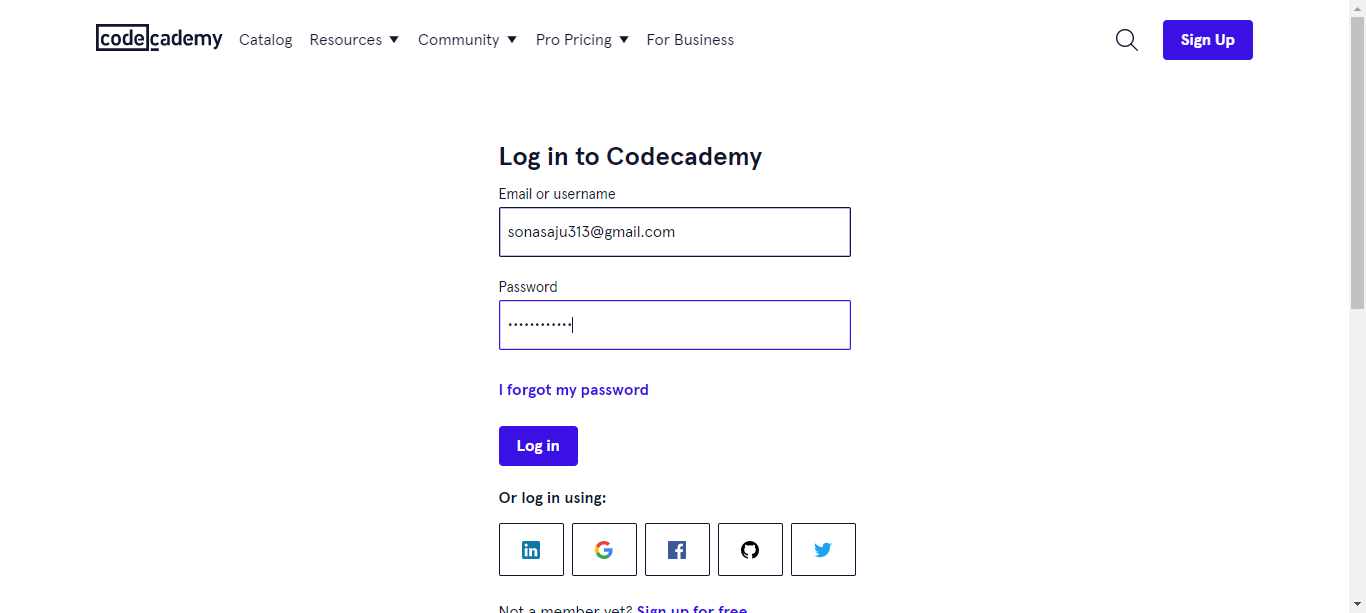 codecademy Catalog Resources Community Pro Pricing For Business Sign Up
Log in to Codecademy
Email or username
sonasaju313@gmail.com
Password
••••••••••••
I forgot my password
Log in
Or log in using:
Not a member yet? Sign up for free